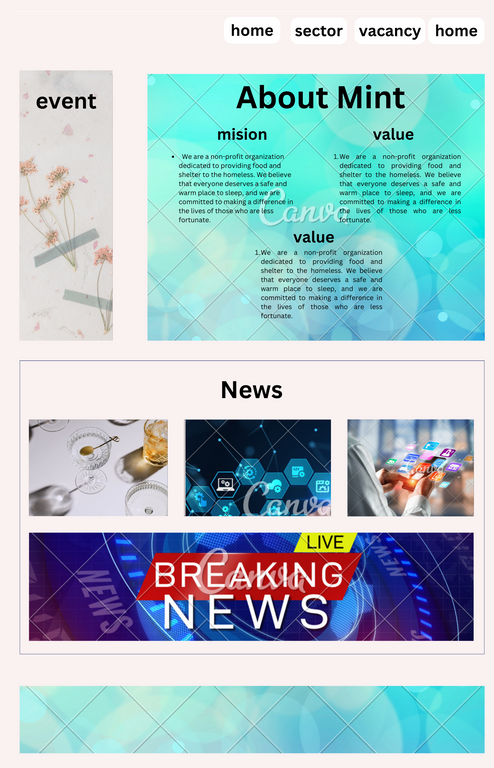 home sector vacancy home
event
About Mint
mision
• We are a non-profit organization
dedicated to providing food and
shelter to the homeless. We believe
that everyone deserves a safe and
warm place to sleep, and we are
committed to making a difference in
the lives of those who are less
fortunate.
value
1.We are a non-profit organization
dedicated to providing food and
shelter to the homeless. We believe
that everyone deserves a safe and
warm place to sleep, and we are
committed to making a difference in
the lives of those who are less
fortunate.
value
1.We are a non-profit organization
dedicated to providing food and
shelter to the homeless. We believe
that everyone deserves a safe and
warm place to sleep, and we are
committed to making a difference in
the lives of those who are less
fortunate.
Canva
News
Canva
Canva
LIVE
BREAKING
NEWS
Canva
NEWS
NEWS